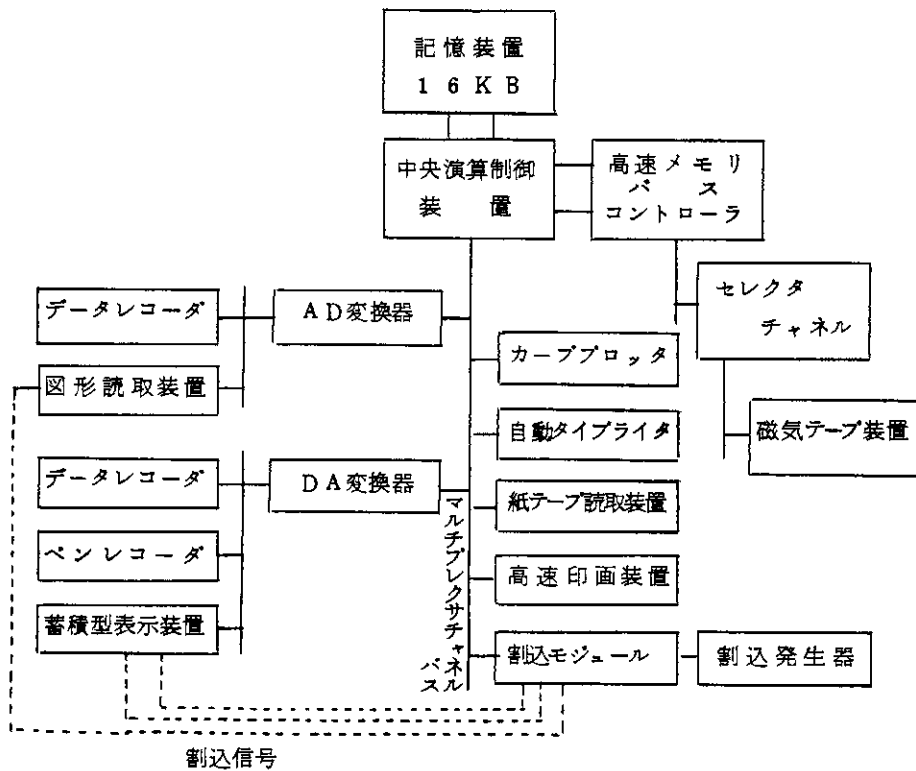 記憶装置
16KB
中央演算制御
装置
高速メモリ
バス
コントローラ
セレクタ
チャネル
磁気テープ装置
データレコーダ
AD変換器
図形読取装置
カーブプロッタ
自動タイプライタ
データレコーダ
DA変換器
紙テープ読取装置
ペンレコーダ
高速印画装置
蓄積型表示装置
マルチプレクサチャネル
バス
割込モジュール
割込発生器
割込信号